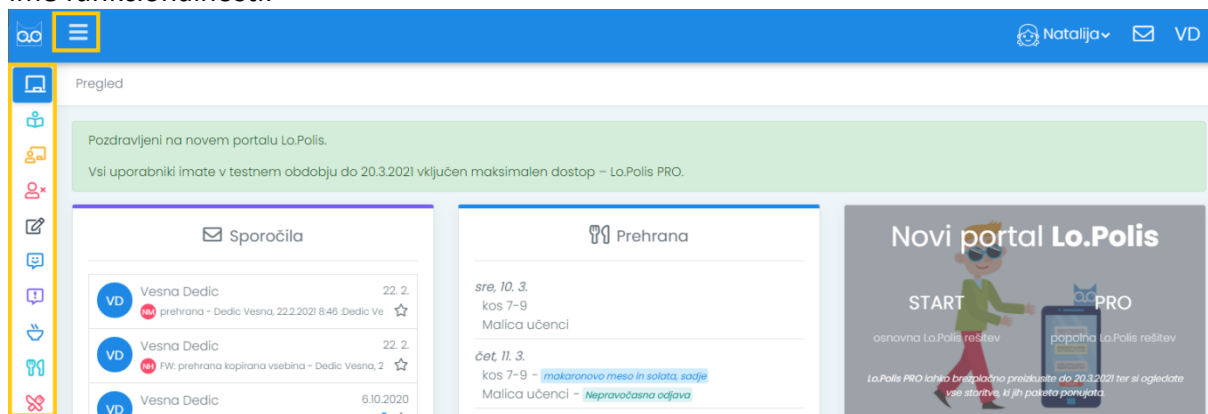 Natalija
VD
Pregled
Pozdravljeni na novem portalu Lo.Polis.
Vsi uporabniki imate v testnem obdobju do 20.3.2021 vključen maksimalen dostop – Lo.Polis PRO.
Sporočila
VD Vesna Dedic 22. 2.
NM prehrana - Dedic Vesna, 22.2.2021 8:46 :Dedic Ve
VD Vesna Dedic 22. 2.
NH FW: prehrana kopirana vsebina - Dedic Vesna, 2
VD Vesna Dedic 6.10.2020
Prehrana
sre, 10. 3.
kos 7-9
Malica učenci
čet, 11. 3.
kos 7-9 - makaronovo meso in solata, sadje
Malica učenci - Nepravočasna odjava
Novi portal Lo.Polis
START
osnovna Lo.Polis rešitev
PRO
popolna Lo.Polis rešitev
Lo.Polis PRO lahko brezplačno preizkusite do 20.3.2021 ter si ogledate
vse storitve, ki jih paketa ponujata.